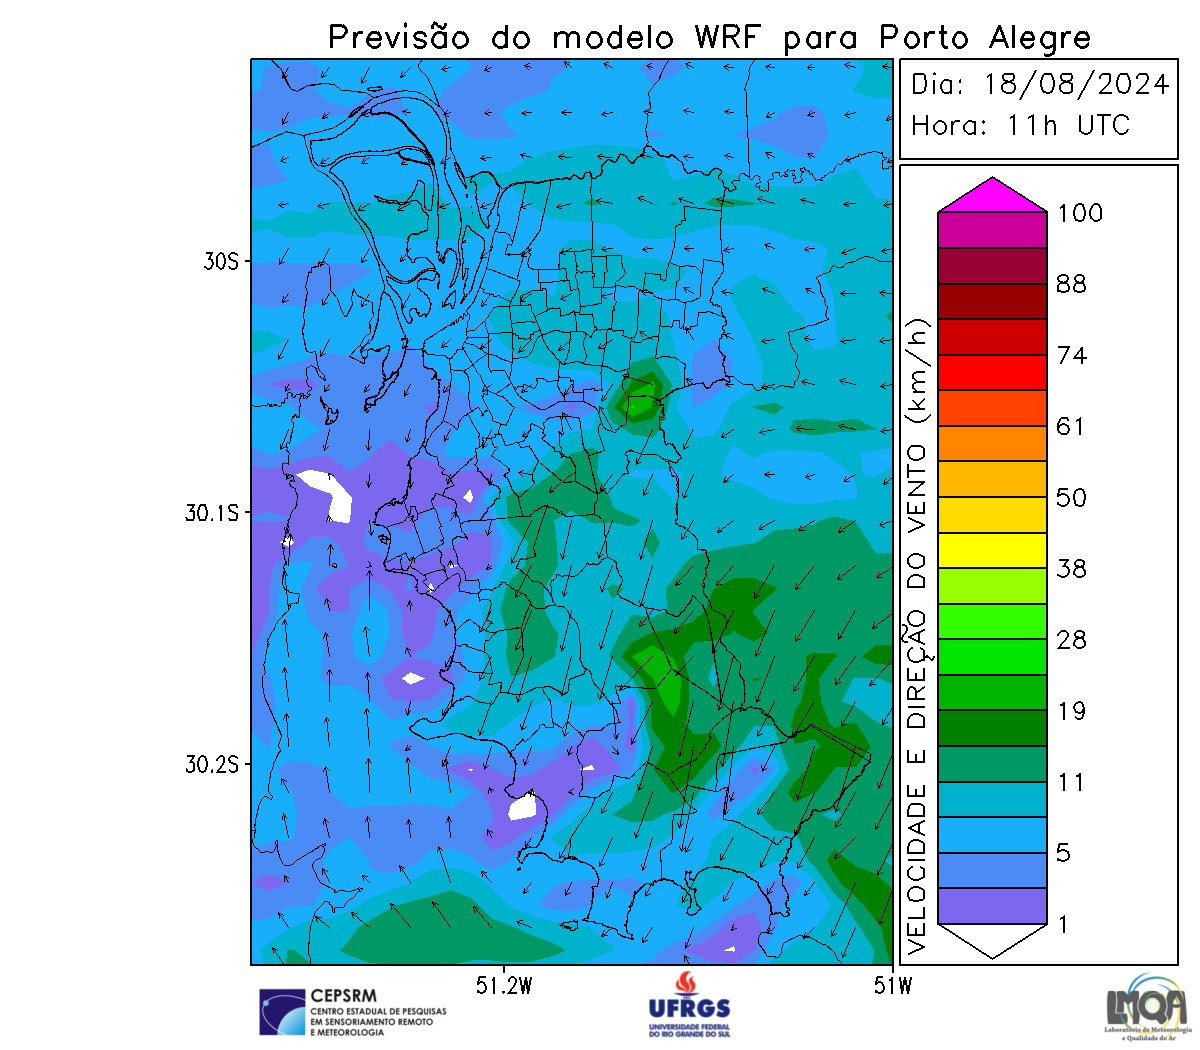 Previsão do modelo WRF para Porto Alegre
Dia: 18/08/2024
Hora: 11h UTC
100
88
74
61
50
38
28
19
11
5
1
VELOCIDADE E DIREÇÃO DO VENTO (km/h)
30S
30.1S
30.2S
51.2W
51W
CEPSRM
CENTRO ESTADUAL DE PESQUISAS
EM SENSORIAMENTO REMOTO
E METEOROLOGIA
UFRGS
UNIVERSIDADE FEDERAL
DO RIO GRANDE DO SUL
LMQA
Laboratório de Meteorologia
e Qualidade do Ar